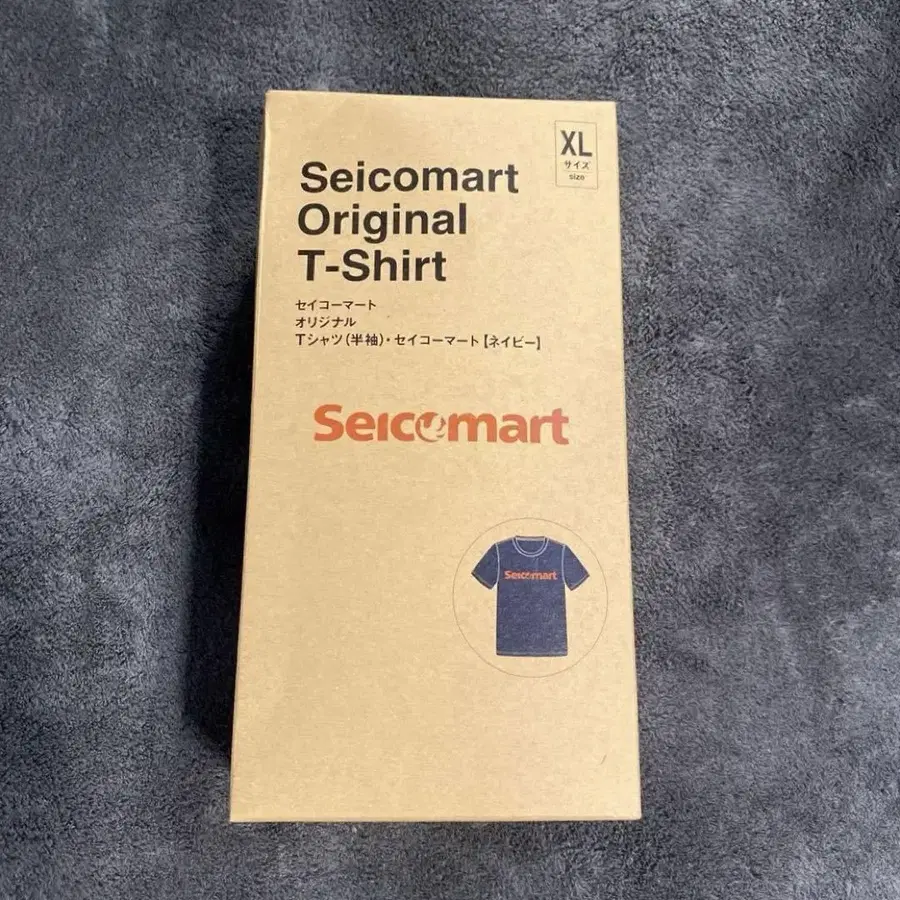 XL
サイズ
size
Seicomart
Original
T-Shirt
セイコーマート
オリジナル
Tシャツ(半袖)・セイコーマート【ネイビー】
Seicomart
Seicomart